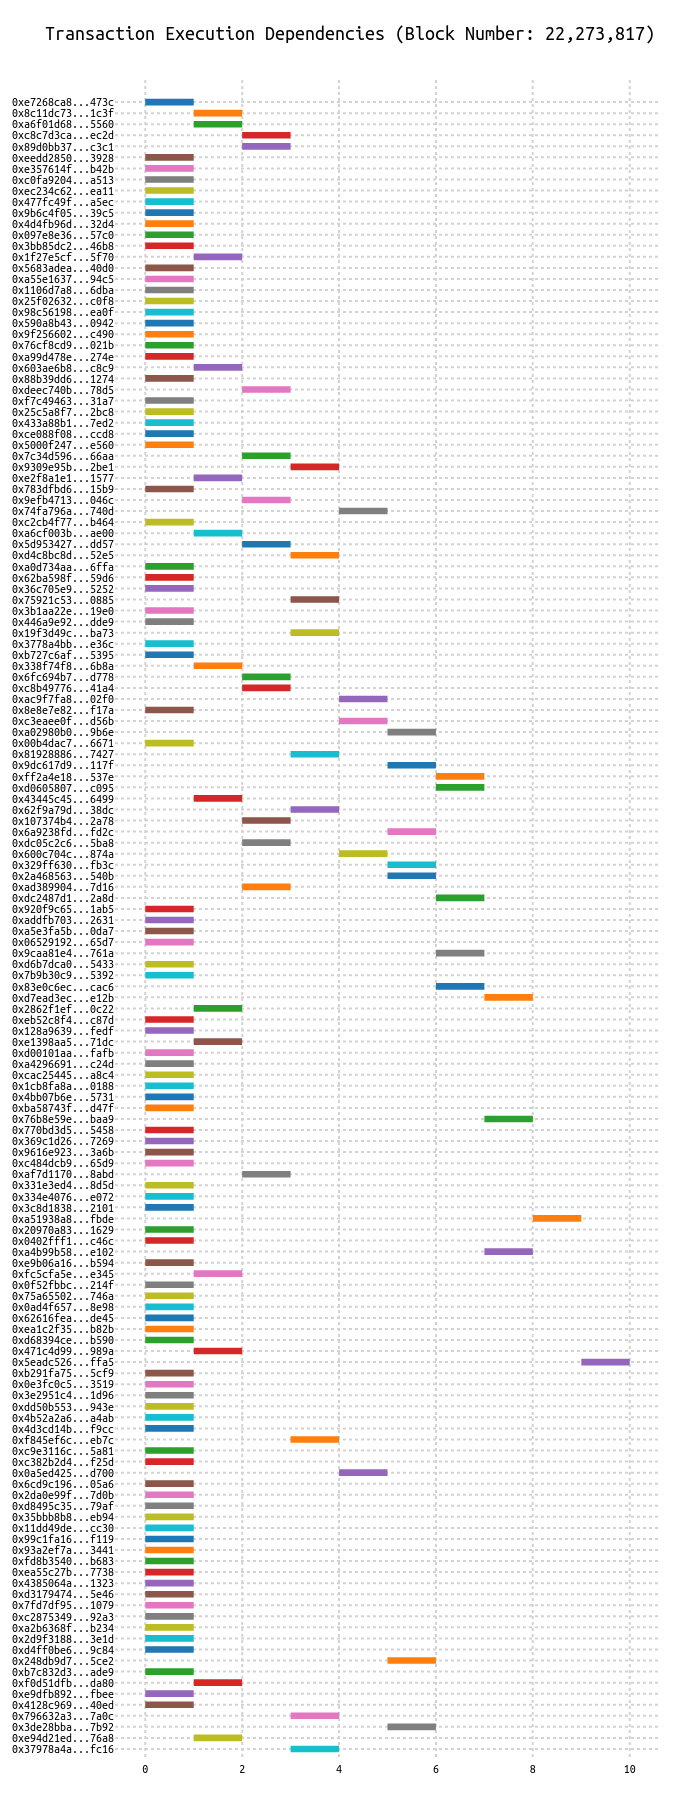 Transaction Execution Dependencies (Block Number: 22,273,817)
0xe7268ca8...473c
0x8c11dc73...1c3f
0xa6f01d68...5560
0xc8c7d3ca...ec2d
0x89d0bb37...c3c1
0xeedd2850...3928
0xe357614f...b42b
0xc0fa9204...a513
0xec234c62...ea11
0x477fc49f...a5ec
0x9b6c4f05...39c5
0x4d4fb96d...32d4
0x097e8e36...57c0
0x3bb85dc2...46b8
0x1f27e5cf...5f70
0x5683adea...40d0
0xa55e1637...94c5
0x1106d7a8...6dba
0x25f02632...c0f8
0x98c56198...ea0f
0x590a8b43...0942
0x9f256602...c490
0x76cf8cd9...021b
0xa99d478e...274e
0x603ae6b8...c8c9
0x88b39dd6...1274
0xdeec740b...78d5
0xf7c49463...31a7
0x25c5a8f7...2bc8
0x433a88b1...7ed2
0xce088f08...ccd8
0x5000f247...e560
0x7c34d596...66aa
0x9309e95b...2be1
0xe2f8a1e1...1577
0x783dfbd6...15b9
0x9efb4713...046c
0x74fa796a...740d
0xc2cb4f77...b464
0xa6cf003b...ae00
0x5d953427...dd57
0xd4c8bc8d...52e5
0xa0d734aa...6ffa
0x62ba598f...59d6
0x36c705e9...5252
0x75921c53...0885
0x3b1aa22e...19e0
0x446a9e92...dde9
0x19f3d49c...ba73
0x3778a4bb...e36c
0xb727c6af...5395
0x338f74f8...6b8a
0x6fc694b7...d778
0xc8b49776...41a4
0xac9f7fa8...02f0
0x8e8e7e82...f17a
0xc3eaee0f...d56b
0xa02980b0...9b6e
0x00b4dac7...6671
0x81928886...7427
0x9dc617d9...117f
0xff2a4e18...537e
0xd0605807...c095
0x43445c45...6499
0x62f9a79d...38dc
0x107374b4...2a78
0x6a9238fd...fd2c
0xdc05c2c6...5ba8
0x600c704c...874a
0x329ff630...fb3c
0x2a468563...540b
0xad389904...7d16
0xdc2487d1...2a8d
0x920f9c65...1ab5
0xaddfb703...2631
0xa5e3fa5b...0da7
0x06529192...65d7
0x9caa81e4...761a
0xd6b7dca0...5433
0x7b9b30c9...5392
0x83e0c6ec...cac6
0xd7ead3ec...e12b
0x2862f1ef...0c22
0xeb52c8f4...c87d
0x128a9639...fedf
0xe1398aa5...71dc
0xd00101aa...fafb
0xa4296691...c24d
0xcac25445...a8c4
0x1cb8fa8a...0188
0x4bb07b6e...5731
0xba58743f...d47f
0x76b8e59e...baa9
0x770bd3d5...5458
0x369c1d26...7269
0x9616e923...3a6b
0xc484dcb9...65d9
0xaf7d1170...8abd
0x331e3ed4...8d5d
0x334e4076...e072
0x3c8d1838...2101
0xa51938a8...fbde
0x20970a83...1629
0x0402fff1...c46c
0xa4b99b58...e102
0xe9b06a16...b594
0xfc5cfa5e...e345
0x0f52fbbc...214f
0x75a65502...746a
0x0ad4f657...8e98
0x62616fea...de45
0xea1c2f35...b82b
0xd68394ce...b590
0x471c4d99...989a
0x5eadc526...ffa5
0xb291fa75...5cf9
0x0e3fc0c5...3519
0x3e2951c4...1d96
0xdd50b553...943e
0x4b52a2a6...a4ab
0x4d3cd14b...f9cc
0xf845ef6c...eb7c
0xc9e3116c...5a81
0xc382b2d4...f25d
0x0a5ed425...d700
0x6cd9c196...05a6
0x2da0e99f...7d0b
0xd8495c35...79af
0x35bbb8b8...eb94
0x11dd49de...cc30
0x99c1fa16...f119
0x93a2ef7a...3441
0xfd8b3540...b683
0xea55c27b...7738
0x4385064a...1323
0xd3179474...5e46
0x7fd7df95...1079
0xc2875349...92a3
0xa2b6368f...b234
0x2d9f3188...3e1d
0xd4ff0be6...9c84
0x248db9d7...5ce2
0xb7c832d3...ade9
0xf0d51dfb...da80
0xe9dfb892...fbee
0x4128c969...40ed
0x796632a3...7a0c
0x3de28bba...7b92
0xe94d21ed...76a8
0x37978a4a...fc16
0 2 4 6 8 10